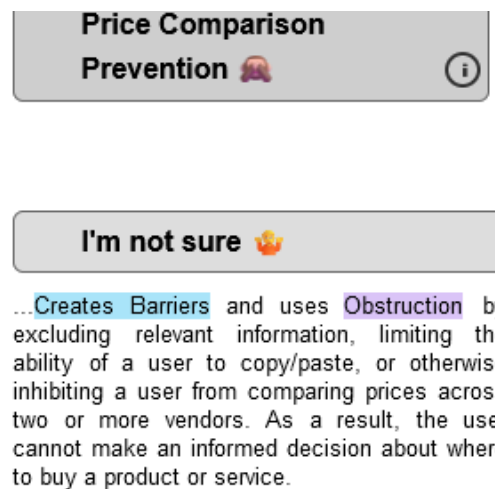 Price Comparison
Prevention
i
I'm not sure
...Creates Barriers and uses Obstruction b
excluding relevant information, limiting th
ability of a user to copy/paste, or otherwis
inhibiting a user from comparing prices acros
two or more vendors. As a result, the use
cannot make an informed decision about wher
to buy a product or service.